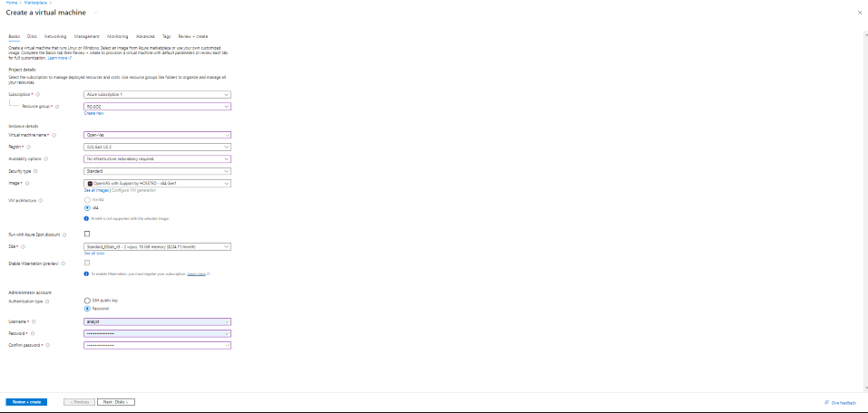 Home > Marketplace >
Create a virtual machine ...
Basics Disks Networking Management Monitoring Advanced Tags Review + create
Create a virtual machine that runs Linux or Windows. Select an image from Azure marketplace or use your own customized
image. Complete the Basics tab then Review + create to provision a virtual machine with default parameters or review each tab
for full customization. Learn more
Project details
Select the subscription to manage deployed resources and costs. Use resource groups like folders to organize and manage all
your resources.
Subscription * Azure subscription 1
Resource group *
Create new
Instance details
Virtual machine name * Open-Vas
Region * (US) East US 2
Availability options No infrastructure redundancy required
Security type Standard
Image * OpenVAS with Support by HOSSTED - x64 Gen1
See all images | Configure VM generation
VM architecture Arm64
x64
Arm64 is not supported with the selected image.
Run with Azure Spot discount
Size * 2 vcpus, 16 GiB memory
See all sizes
Enable Hibernation (preview)
To enable Hibernation, you must register your subscription. Learn more
Administrator account
Authentication type SSH public key
Password
Username * analyst
Password *
Confirm password *
Review + create < Previous Next : Disks >
Give feedback